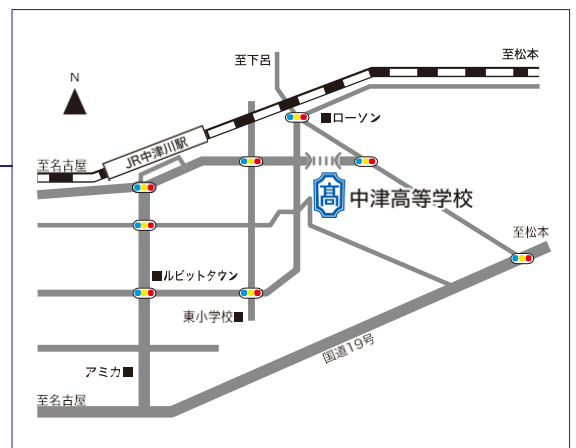 至下呂
至松本
N
■ローソン
JR中津川駅
至名古屋
高 中津高等学校
至松本
■ルビットタウン
東小学校■
国道19号
アミカ■
至名古屋